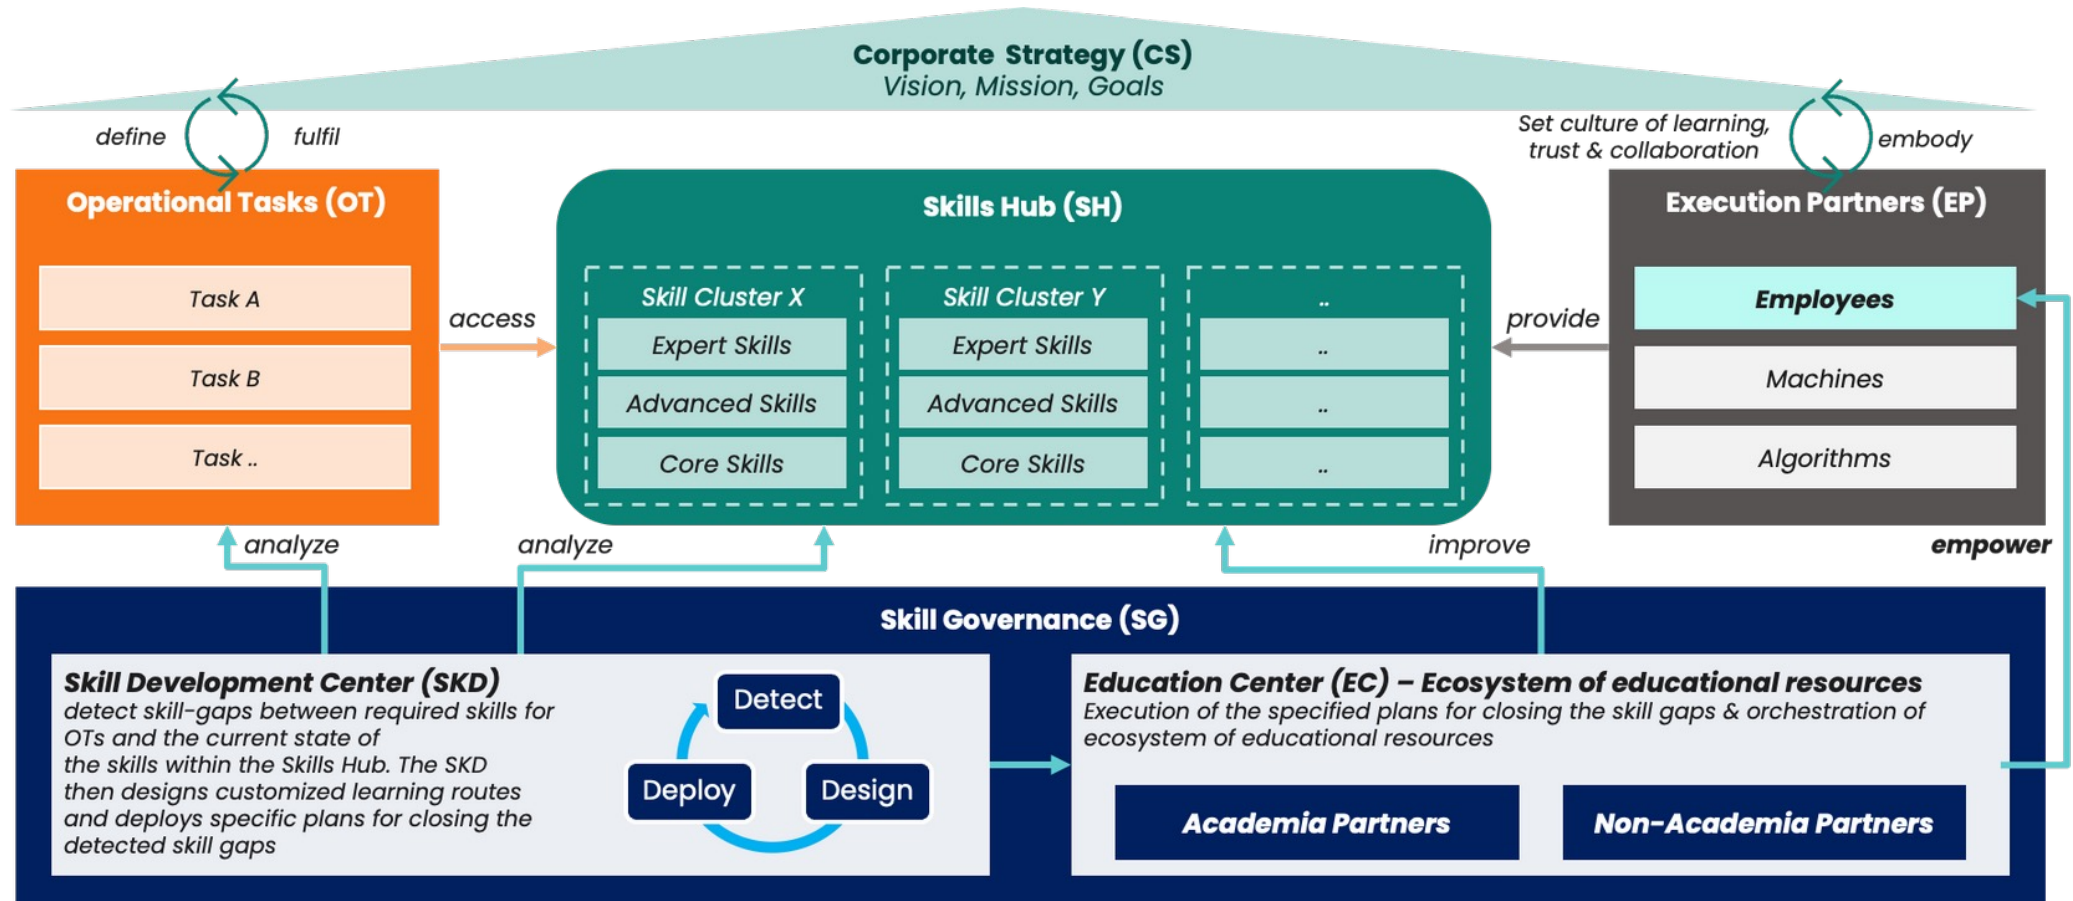 Corporate Strategy (CS)
Vision, Mission, Goals
define
fulfil
Set culture of learning,
trust & collaboration
embody
Operational Tasks (OT)
Task A
Task B
Task ..
access
Skills Hub (SH)
Skill Cluster X
Expert Skills
Advanced Skills
Core Skills
Skill Cluster Y
Expert Skills
Advanced Skills
Core Skills
..
..
..
..
provide
Execution Partners (EP)
Employees
Machines
Algorithms
analyze
analyze
improve
empower
Skill Governance (SG)
Skill Development Center (SKD)
detect skill-gaps between required skills for
OTs and the current state of
the skills within the Skills Hub. The SKD
then designs customized learning routes
and deploys specific plans for closing the
detected skill gaps
Detect
Deploy
Design
Education Center (EC) – Ecosystem of educational resources
Execution of the specified plans for closing the skill gaps & orchestration of
ecosystem of educational resources
Academia Partners
Non-Academia Partners